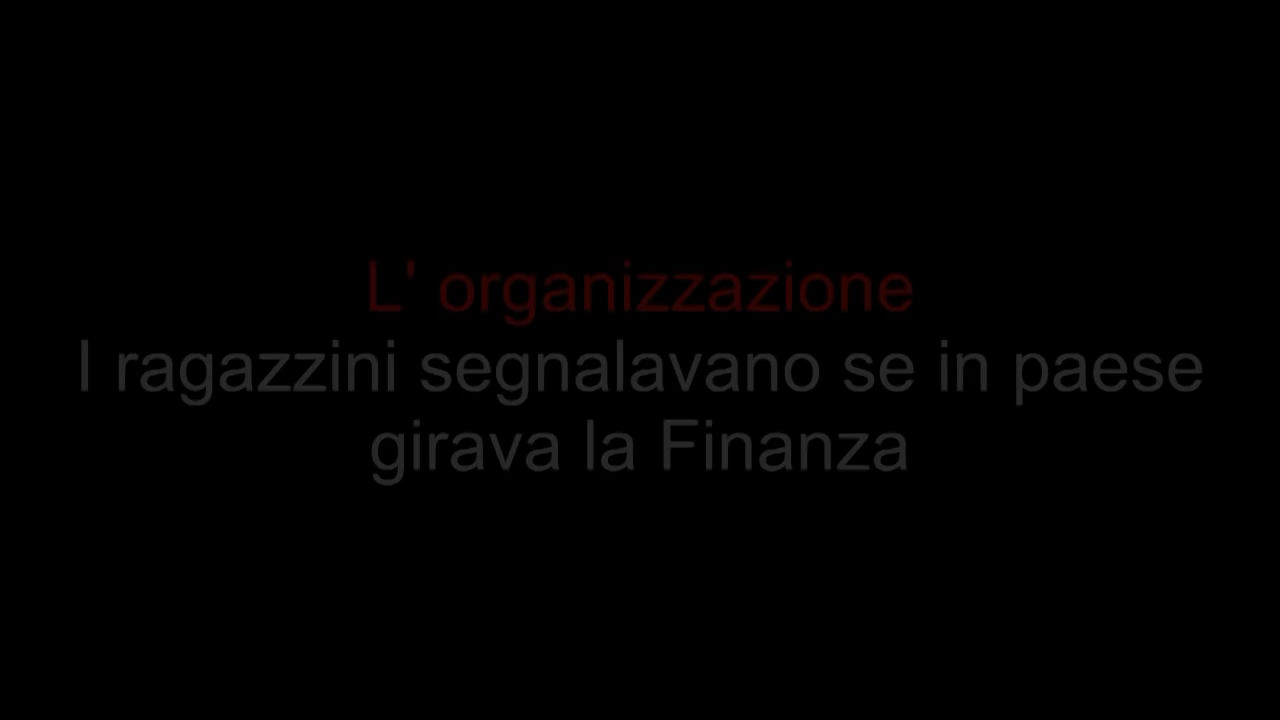 L' organizzazione
I ragazzini segnalavano se in paese
girava la Finanza